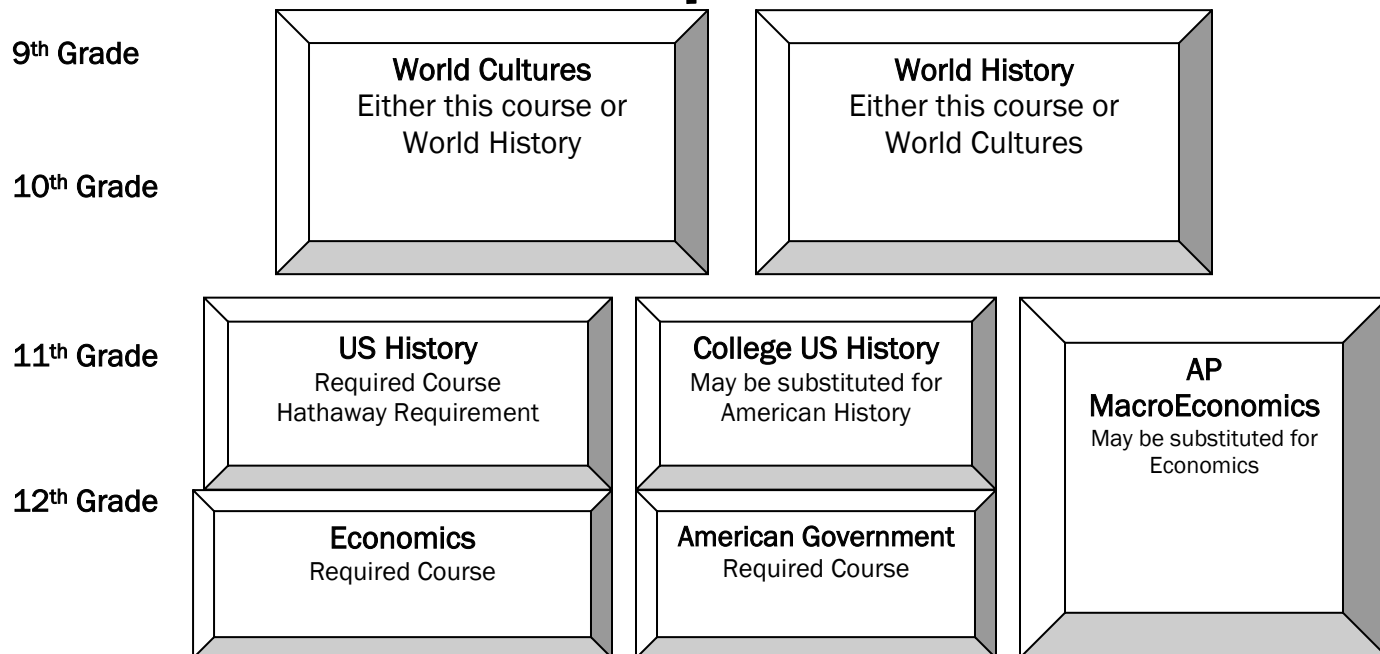 9th Grade
World Cultures
Either this course or
World History
World History
Either this course or
World Cultures
10th Grade
11th Grade
US History
Required Course
Hathaway Requirement
College US History
May be substituted for
American History
AP
MacroEconomics
May be substituted for
Economics
12th Grade
Economics
Required Course
American Government
Required Course